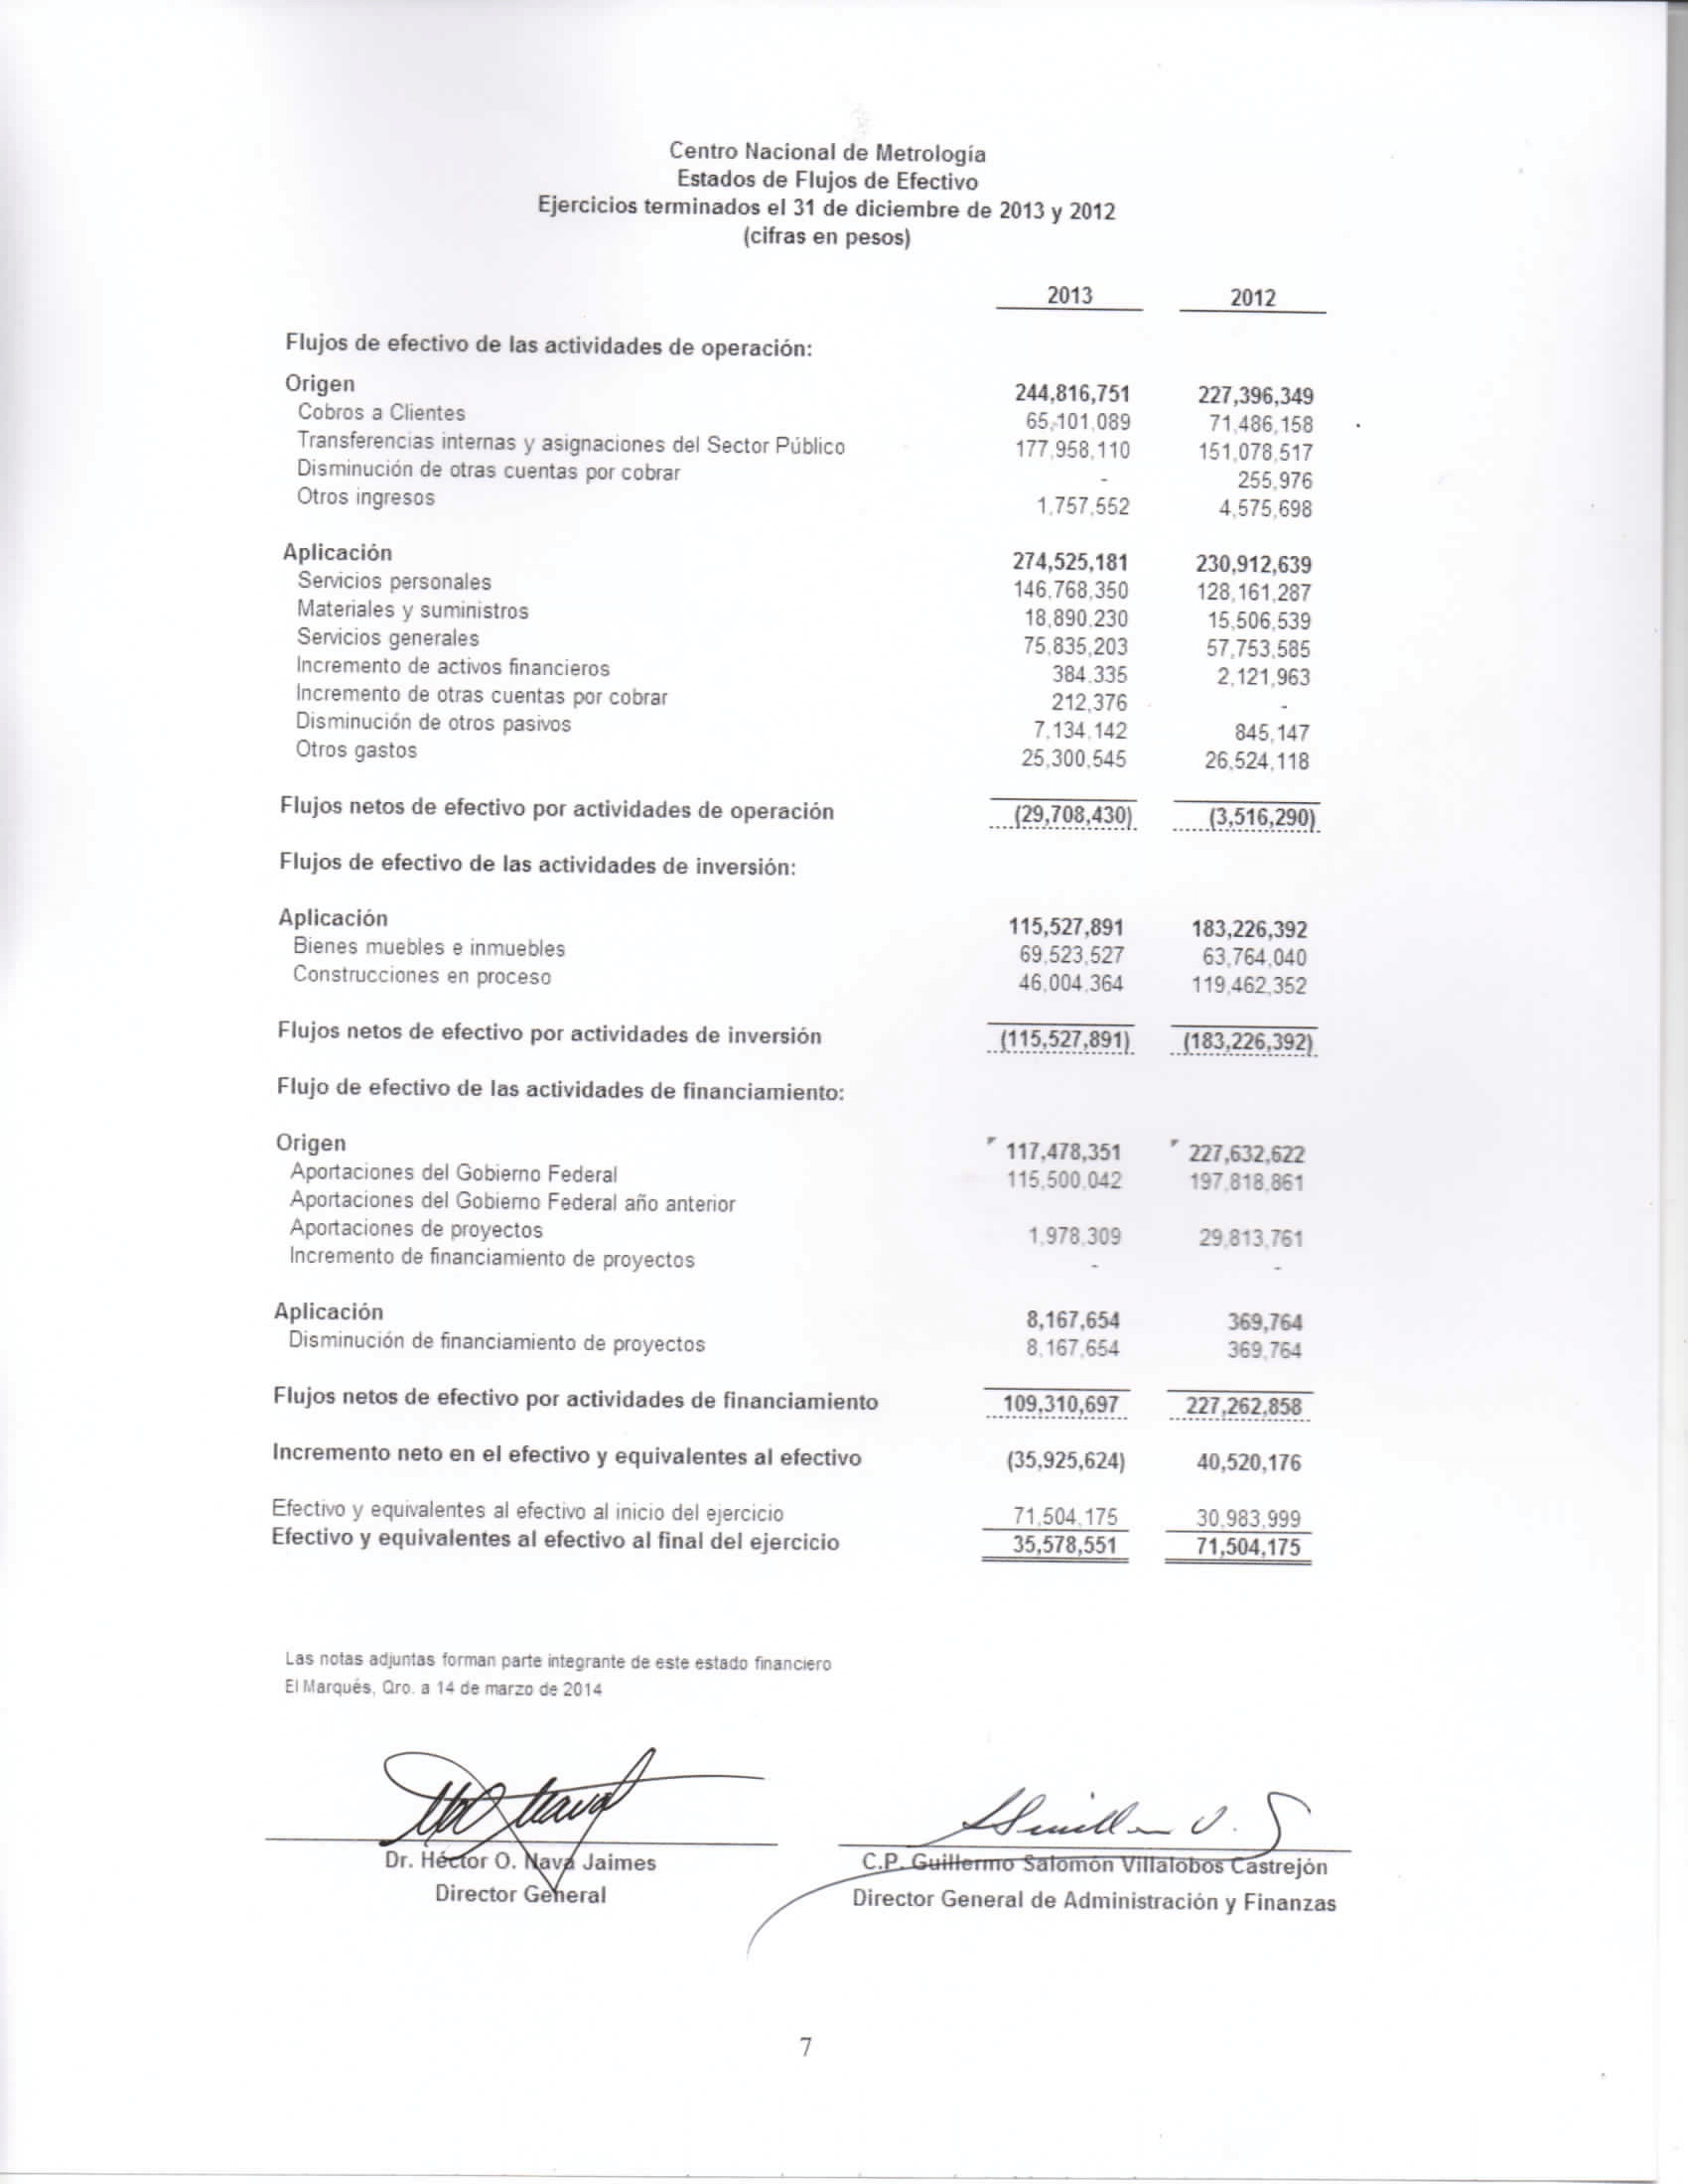 Centro Nacional de Metrología
Estados de Flujos de Efectivo
Ejercicios terminados el 31 de diciembre de 2013 y 2012
(cifras en pesos)
2013 2012
Flujos de efectivo de las actividades de operación:
Origen 244,816,751 227,396,349
Cobros a Clientes 65,101,089 71,486,158
Transferencias internas y asignaciones del Sector Público 177,958,110 151,078,517
Disminución de otras cuentas por cobrar - 255,976
Otros ingresos 1,757,552 4,575,698
Aplicación 274,525,181 230,912,639
Servicios personales 146,768,350 128,161,287
Materiales y suministros 18,890,230 15,506,539
Servicios generales 75,835,203 57,753,585
Incremento de activos financieros 384,335 2,121,963
Incremento de otras cuentas por cobrar 212,376 -
Disminución de otros pasivos 7,134,142 845,147
Otros gastos 25,300,545 26,524,118
Flujos netos de efectivo por actividades de operación (29,708,430) (3,516,290)
Flujos de efectivo de las actividades de inversión:
Aplicación 115,527,891 183,226,392
Bienes muebles e inmuebles 69,523,527 63,764,040
Construcciones en proceso 46,004,364 119,462,352
Flujos netos de efectivo por actividades de inversión (115,527,891) (183,226,392)
Flujo de efectivo de las actividades de financiamiento:
Origen 117,478,351 227,632,622
Aportaciones del Gobierno Federal 115,500,042 197,818,861
Aportaciones del Gobierno Federal año anterior
Aportaciones de proyectos 1,978,309 29,813,761
Incremento de financiamiento de proyectos - -
Aplicación 8,167,654 369,764
Disminución de financiamiento de proyectos 8,167,654 369,764
Flujos netos de efectivo por actividades de financiamiento 109,310,697 227,262,858
Incremento neto en el efectivo y equivalentes al efectivo (35,925,624) 40,520,176
Efectivo y equivalentes al efectivo al inicio del ejercicio 71,504,175 30,983,999
Efectivo y equivalentes al efectivo al final del ejercicio 35,578,551 71,504,175
Las notas adjuntas forman parte integrante de este estado financiero
El Marqués, Qro. a 14 de marzo de 2014
Dr. Héctor O. Nava Jaimes C.P. Guillermo Salomón Villalobos Castrejón
Director General Director General de Administración y Finanzas
7